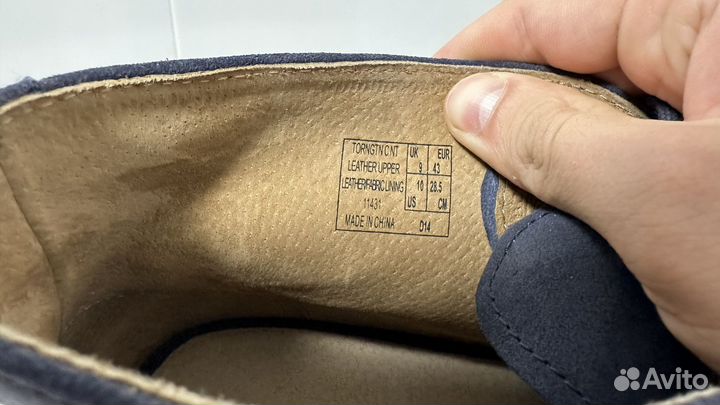 TORNGTN C NT UK EUR
LEATHER UPPER 9 43
LEATHER/FABRIC LINING 10 28.5
11431 US CM
MADE IN CHINA D14
Avito